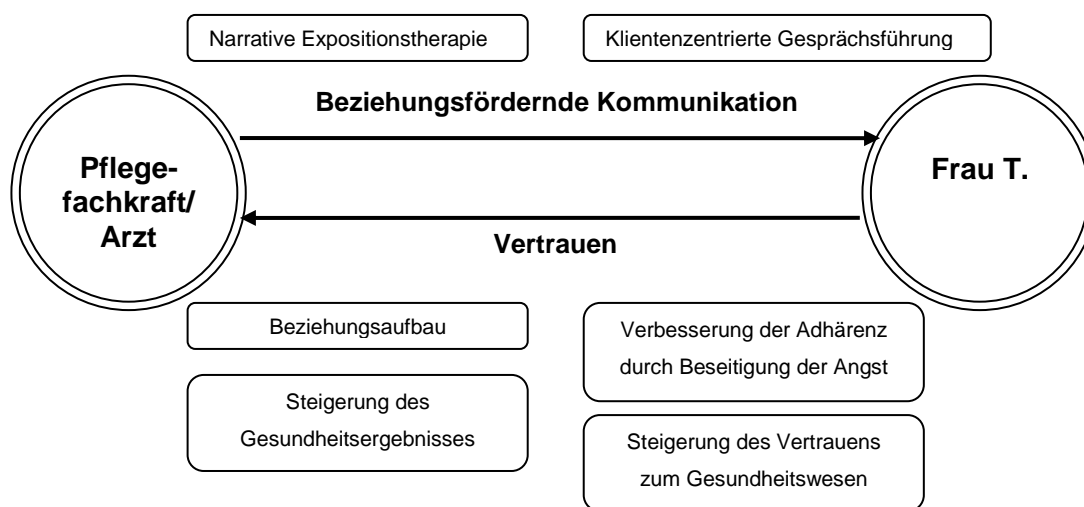 Narrative Expositionstherapie
Klientenzentrierte Gesprächsführung
Beziehungsfördernde Kommunikation
Pflege-
fachkraft/
Arzt
Frau T.
Vertrauen
Beziehungsaufbau
Verbesserung der Adhärenz
durch Beseitigung der Angst
Steigerung des
Gesundheitsergebnisses
Steigerung des Vertrauens
zum Gesundheitswesen